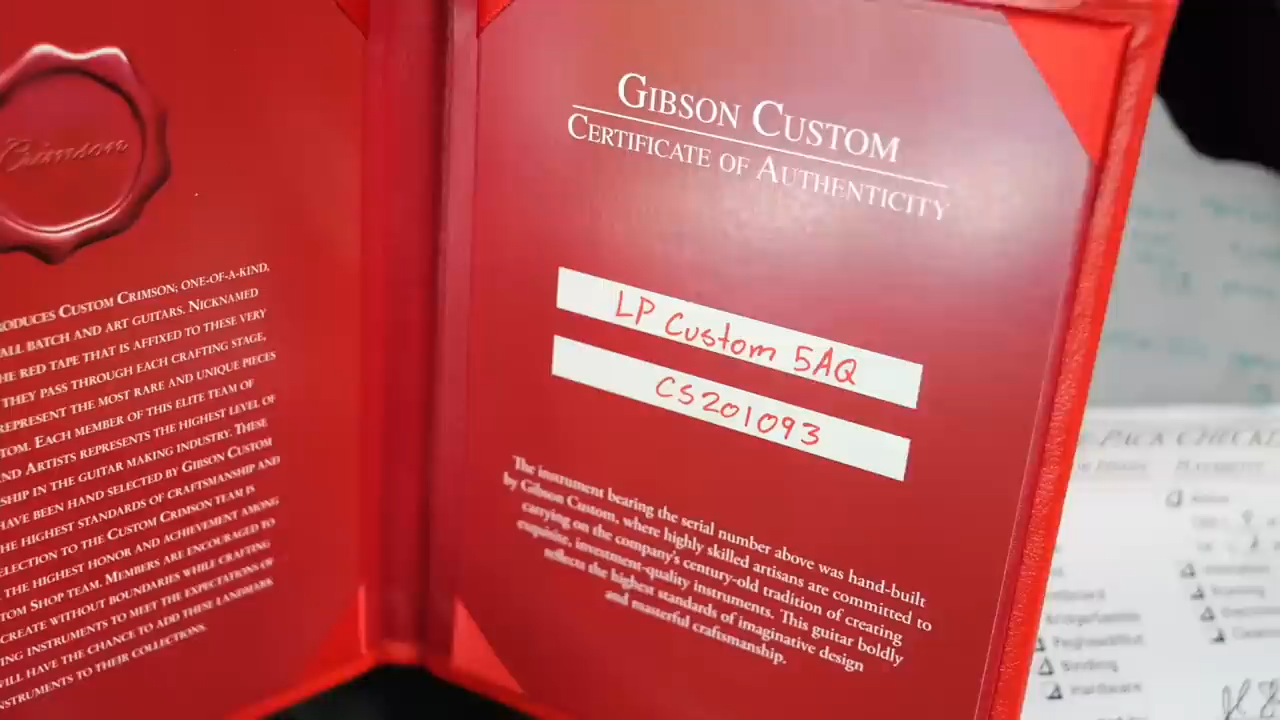 Crimson
RODUCES CUSTOM CRIMSON; ONE-OF-A-KIND,
ALL BATCH AND ART GUITARS. NICKNAMED
HE RED TAPE THAT IS AFFIXED TO THESE VERY
THEY PASS THROUGH EACH CRAFTING STAGE,
REPRESENT THE MOST RARE AND UNIQUE PIECES
TOM. EACH MEMBER OF THIS ELITE TEAM OF
ND ARTISTS REPRESENTS THE HIGHEST LEVEL OF
SHIP IN THE GUITAR MAKING INDUSTRY. THESE
HAVE BEEN HAND SELECTED BY GIBSON CUSTOM
HE HIGHEST STANDARDS OF CRAFTSMANSHIP AND
ELECTION TO THE CUSTOM CRIMSON TEAM IS
THE HIGHEST HONOR AND ACHIEVEMENT AMONG
TOM SHOP TEAM. MEMBERS ARE ENCOURAGED TO
CREATE WITHOUT BOUNDARIES WHILE CRAFTING
ING INSTRUMENTS TO MEET THE EXPECTATIONS OF
WILL HAVE THE CHANCE TO ADD THESE LANDMARK
NSTRUMENTS TO THEIR COLLECTIONS.
GIBSON CUSTOM
CERTIFICATE OF AUTHENTICITY
LP Custom 5AQ
CS201093
The instrument bearing the serial number above was hand-built
by Gibson Custom, where highly skilled artisans are committed to
carrying on the company's century-old tradition of creating
exquisite, investment-quality instruments. This guitar boldly
reflects the highest standards of imaginative design
and masterful craftsmanship.
Binding
Hardware